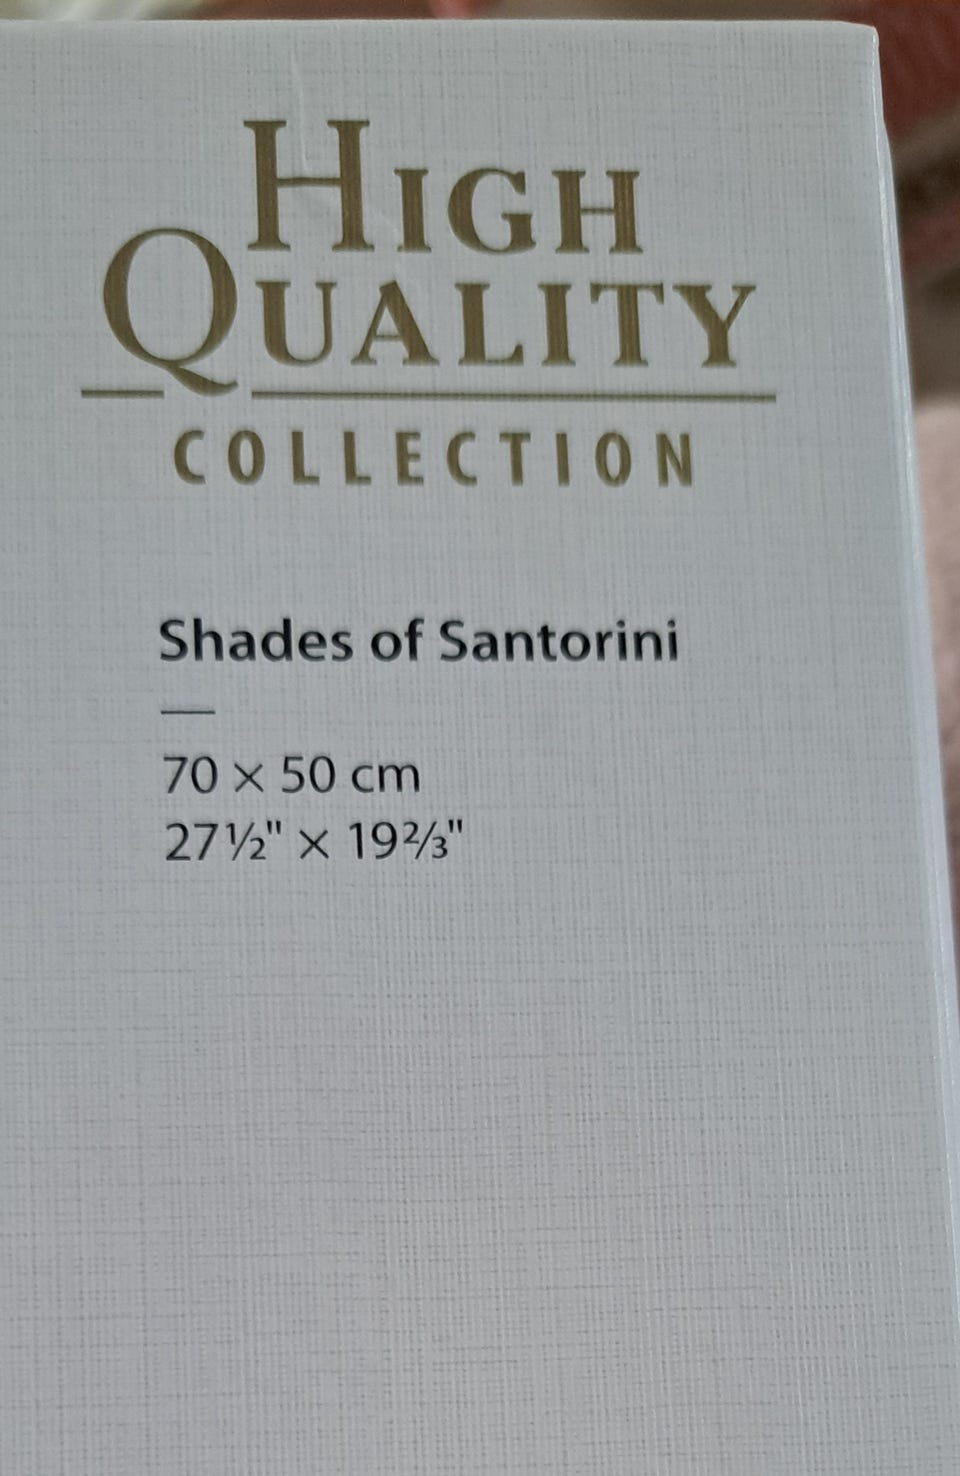 HIGH
QUALITY
COLLECTION
Shades of Santorini
70 × 50 cm
27½" × 19⅔"